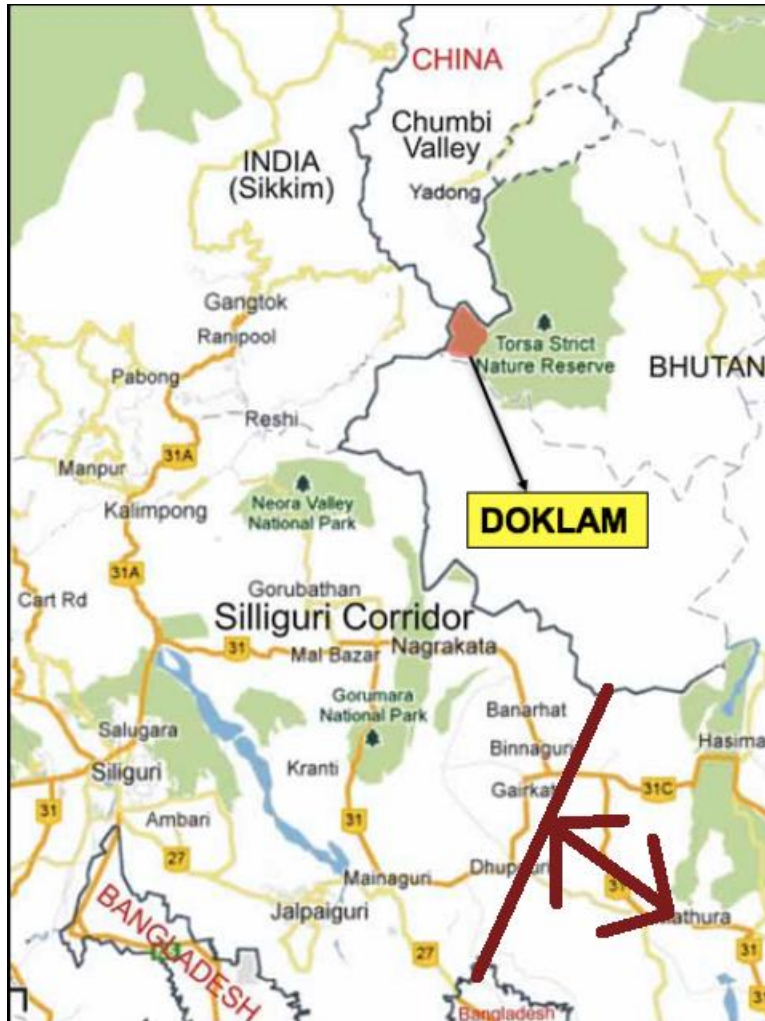 CHINA
Chumbi
Valley
Yadong
INDIA
(Sikkim)
Gangtok
Ranipool
Torsa Strict
Nature Reserve
BHUTAN
Pabong
Reshi
31A
Manpur
Neora Valley
National Park
Kalimpong
DOKLAM
31A
Cart Rd
Gorubathan
Silliguri Corridor
31
Mal Bazar
Nagrakata
Gorumara
National Park
Banarhat
Salugara
Binnaguri
Hasima
Siliguri
Kranti
Gairkat
31C
31
Ambari
31
27
Mainaguri
Jalpaiguri
BANGLADESH
27
31
31
Bangladesh